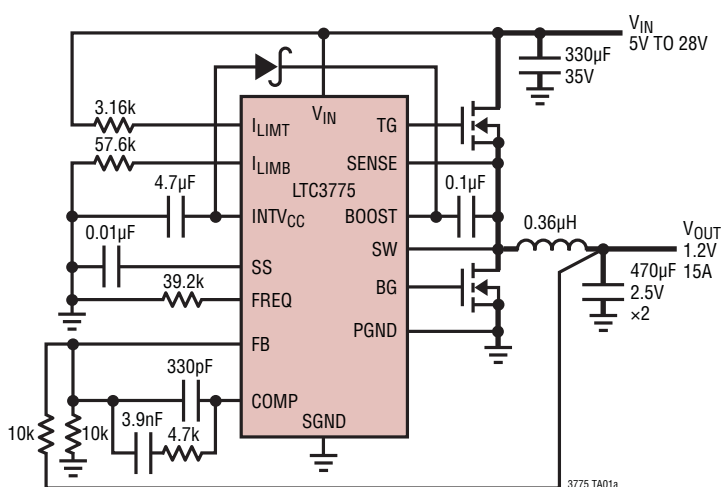 VIN
5V TO 28V
330µF
35V
3.16k
57.6k
4.7µF
0.01µF
39.2k
ILIMT
VIN
TG
ILIMB
SENSE
LTC3775
INTVCC
BOOST
0.1µF
SW
0.36µH
VOUT
1.2V
15A
SS
FREQ
BG
470µF
2.5V
×2
PGND
FB
330pF
COMP
3.9nF
4.7k
10k
10k
SGND
3775 TA01a